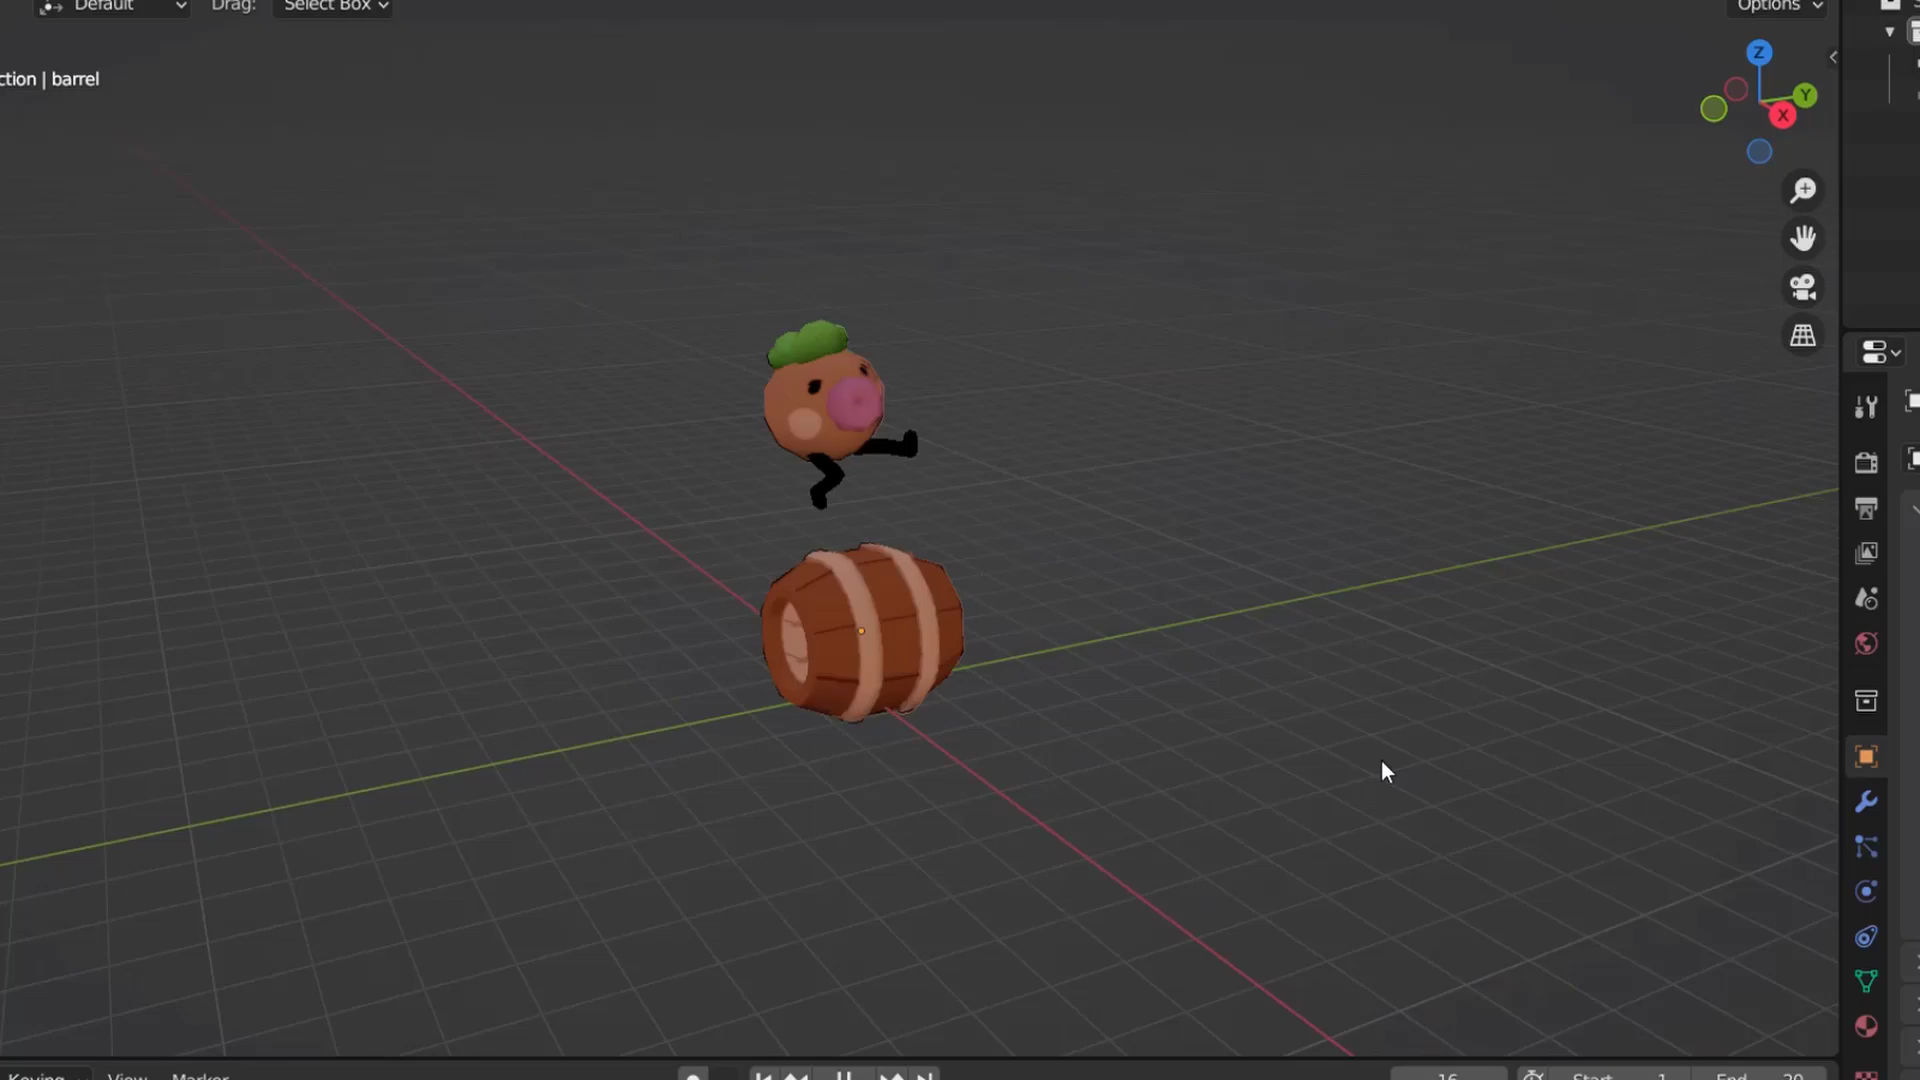 Default
Drag:
Select Box
Options
ction | barrel
Z
Y
X
Keying
View
Marker
16
Start
1
End
20